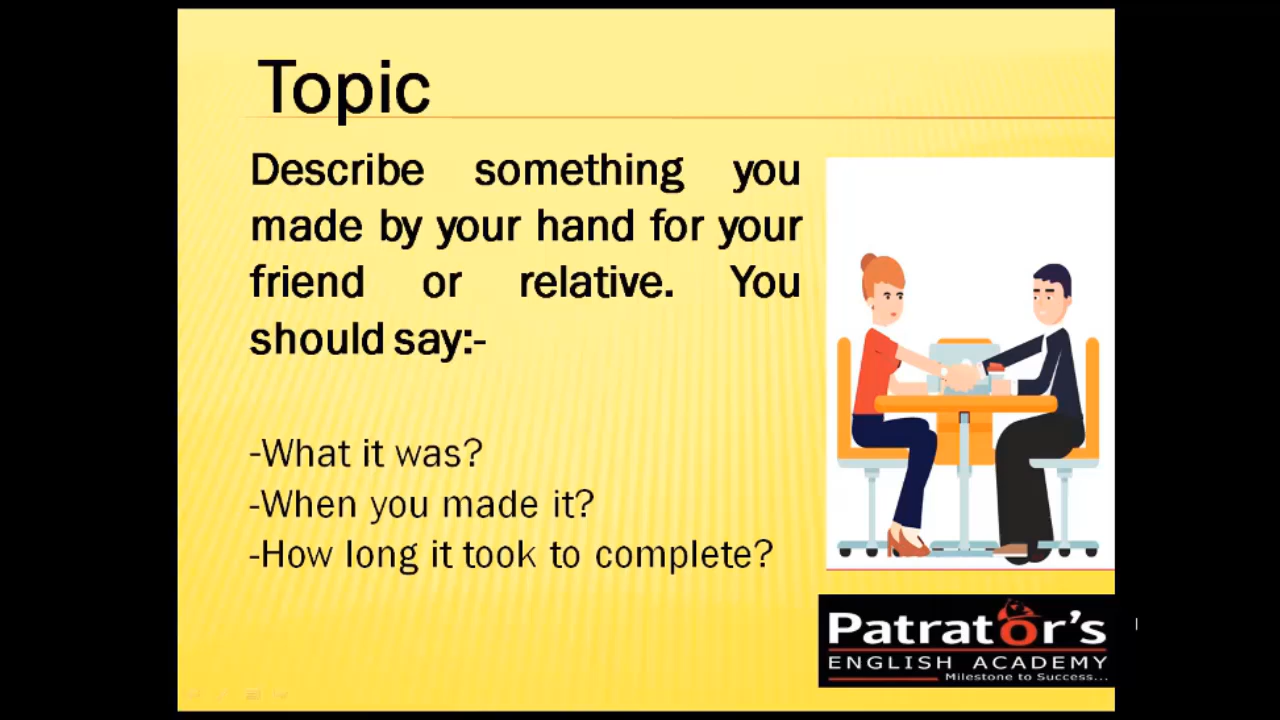 Topic
Describe something you
made by your hand for your
friend or relative. You
should say:-
-What it was?
-When you made it?
-How long it took to complete?
Patrator's
ENGLISH ACADEMY
Milestone to Success...